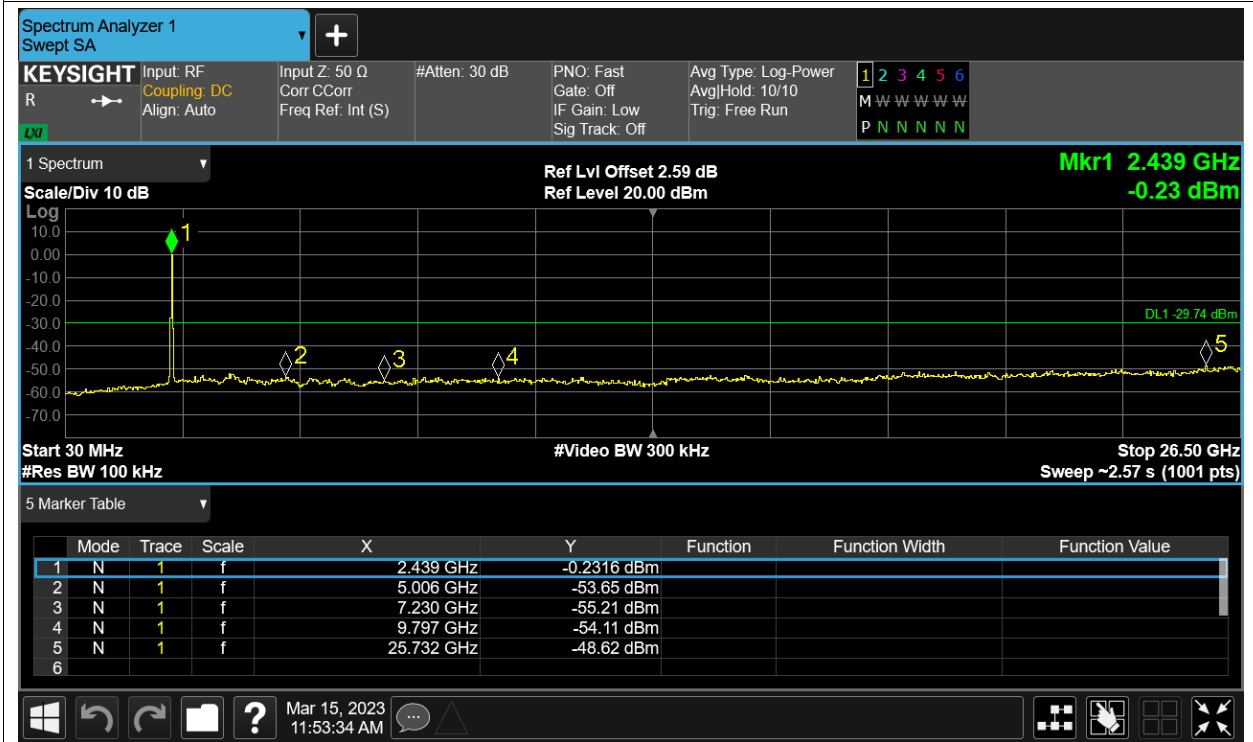 Spectrum Analyzer 1
Swept SA
+
KEYSIGHT
R
LXI
Input: RF
Coupling: DC
Align: Auto
Input Z: 50 Ω
Corr CCorr
Freq Ref: Int (S)
#Atten: 30 dB
PNO: Fast
Gate: Off
IF Gain: Low
Sig Track: Off
Avg Type: Log-Power
Avg|Hold: 10/10
Trig: Free Run
1 2 3 4 5 6
M W W W W W
P N N N N N
1 Spectrum
Scale/Div 10 dB
Ref Lvl Offset 2.59 dB
Ref Level 20.00 dBm
Mkr1 2.439 GHz
-0.23 dBm
Log
10.0
0.00
-10.0
-20.0
-30.0
-40.0
-50.0
-60.0
-70.0
1
2
3
4
5
DL1 -29.74 dBm
Start 30 MHz
#Video BW 300 kHz
Stop 26.50 GHz
#Res BW 100 kHz
Sweep ~2.57 s (1001 pts)
5 Marker Table
Mode Trace Scale X Y Function Function Width Function Value
1 N 1 f 2.439 GHz -0.2316 dBm
2 N 1 f 5.006 GHz -53.65 dBm
3 N 1 f 7.230 GHz -55.21 dBm
4 N 1 f 9.797 GHz -54.11 dBm
5 N 1 f 25.732 GHz -48.62 dBm
6
?
Mar 15, 2023
11:53:34 AM